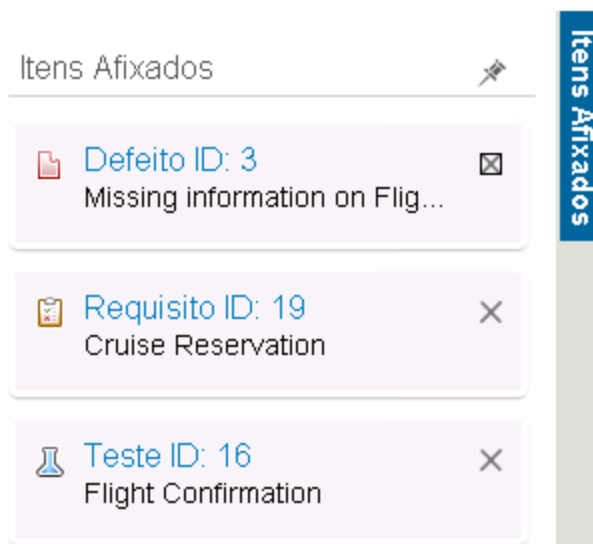 Itens Afixados
Defeito ID: 3
Missing information on Flig...
Requisito ID: 19
Cruise Reservation
Teste ID: 16
Flight Confirmation
Itens Afixados